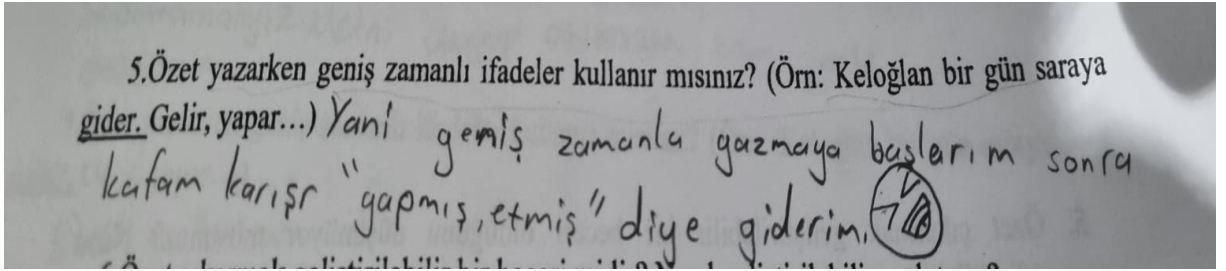 5.Özet yazarken geniş zamanlı ifadeler kullanır mısınız? (Örn: Keloğlan bir gün saraya
gider. Gelir, yapar...) Yani geniş zamanla yazmaya başlarım sonra
kafam karışr "yapmış, etmiş" diye giderim.